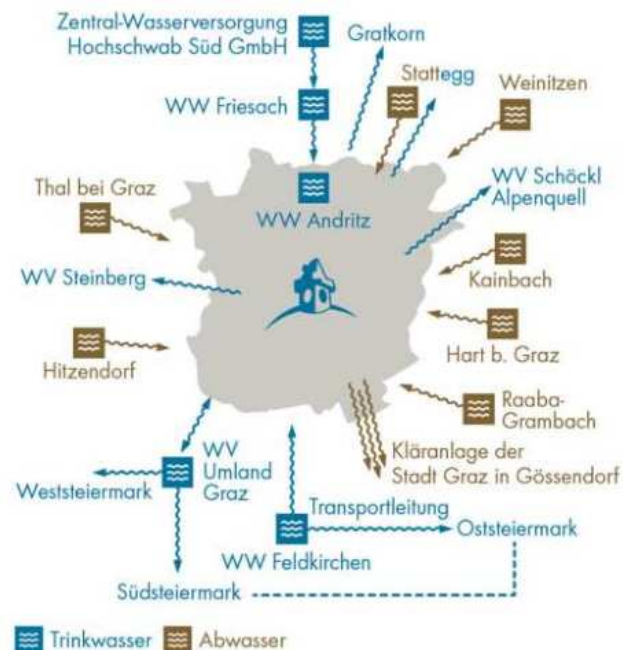 Zentral-Wasserversorgung
Hochschwab Süd GmbH
Gratkorn
Stattegg
Weinitzen
WW Friesach
Thal bei Graz
WW Andritz
WV Schöckl
Alpenquell
WV Steinberg
Kainbach
Hitzendorf
Hart b. Graz
Raaba-
Grambach
WV
Umland
Graz
Kläranlage der
Stadt Graz in Gössendorf
Weststeiermark
Transportleitung
Oststeiermark
WW Feldkirchen
Südsteiermark
Trinkwasser
Abwasser